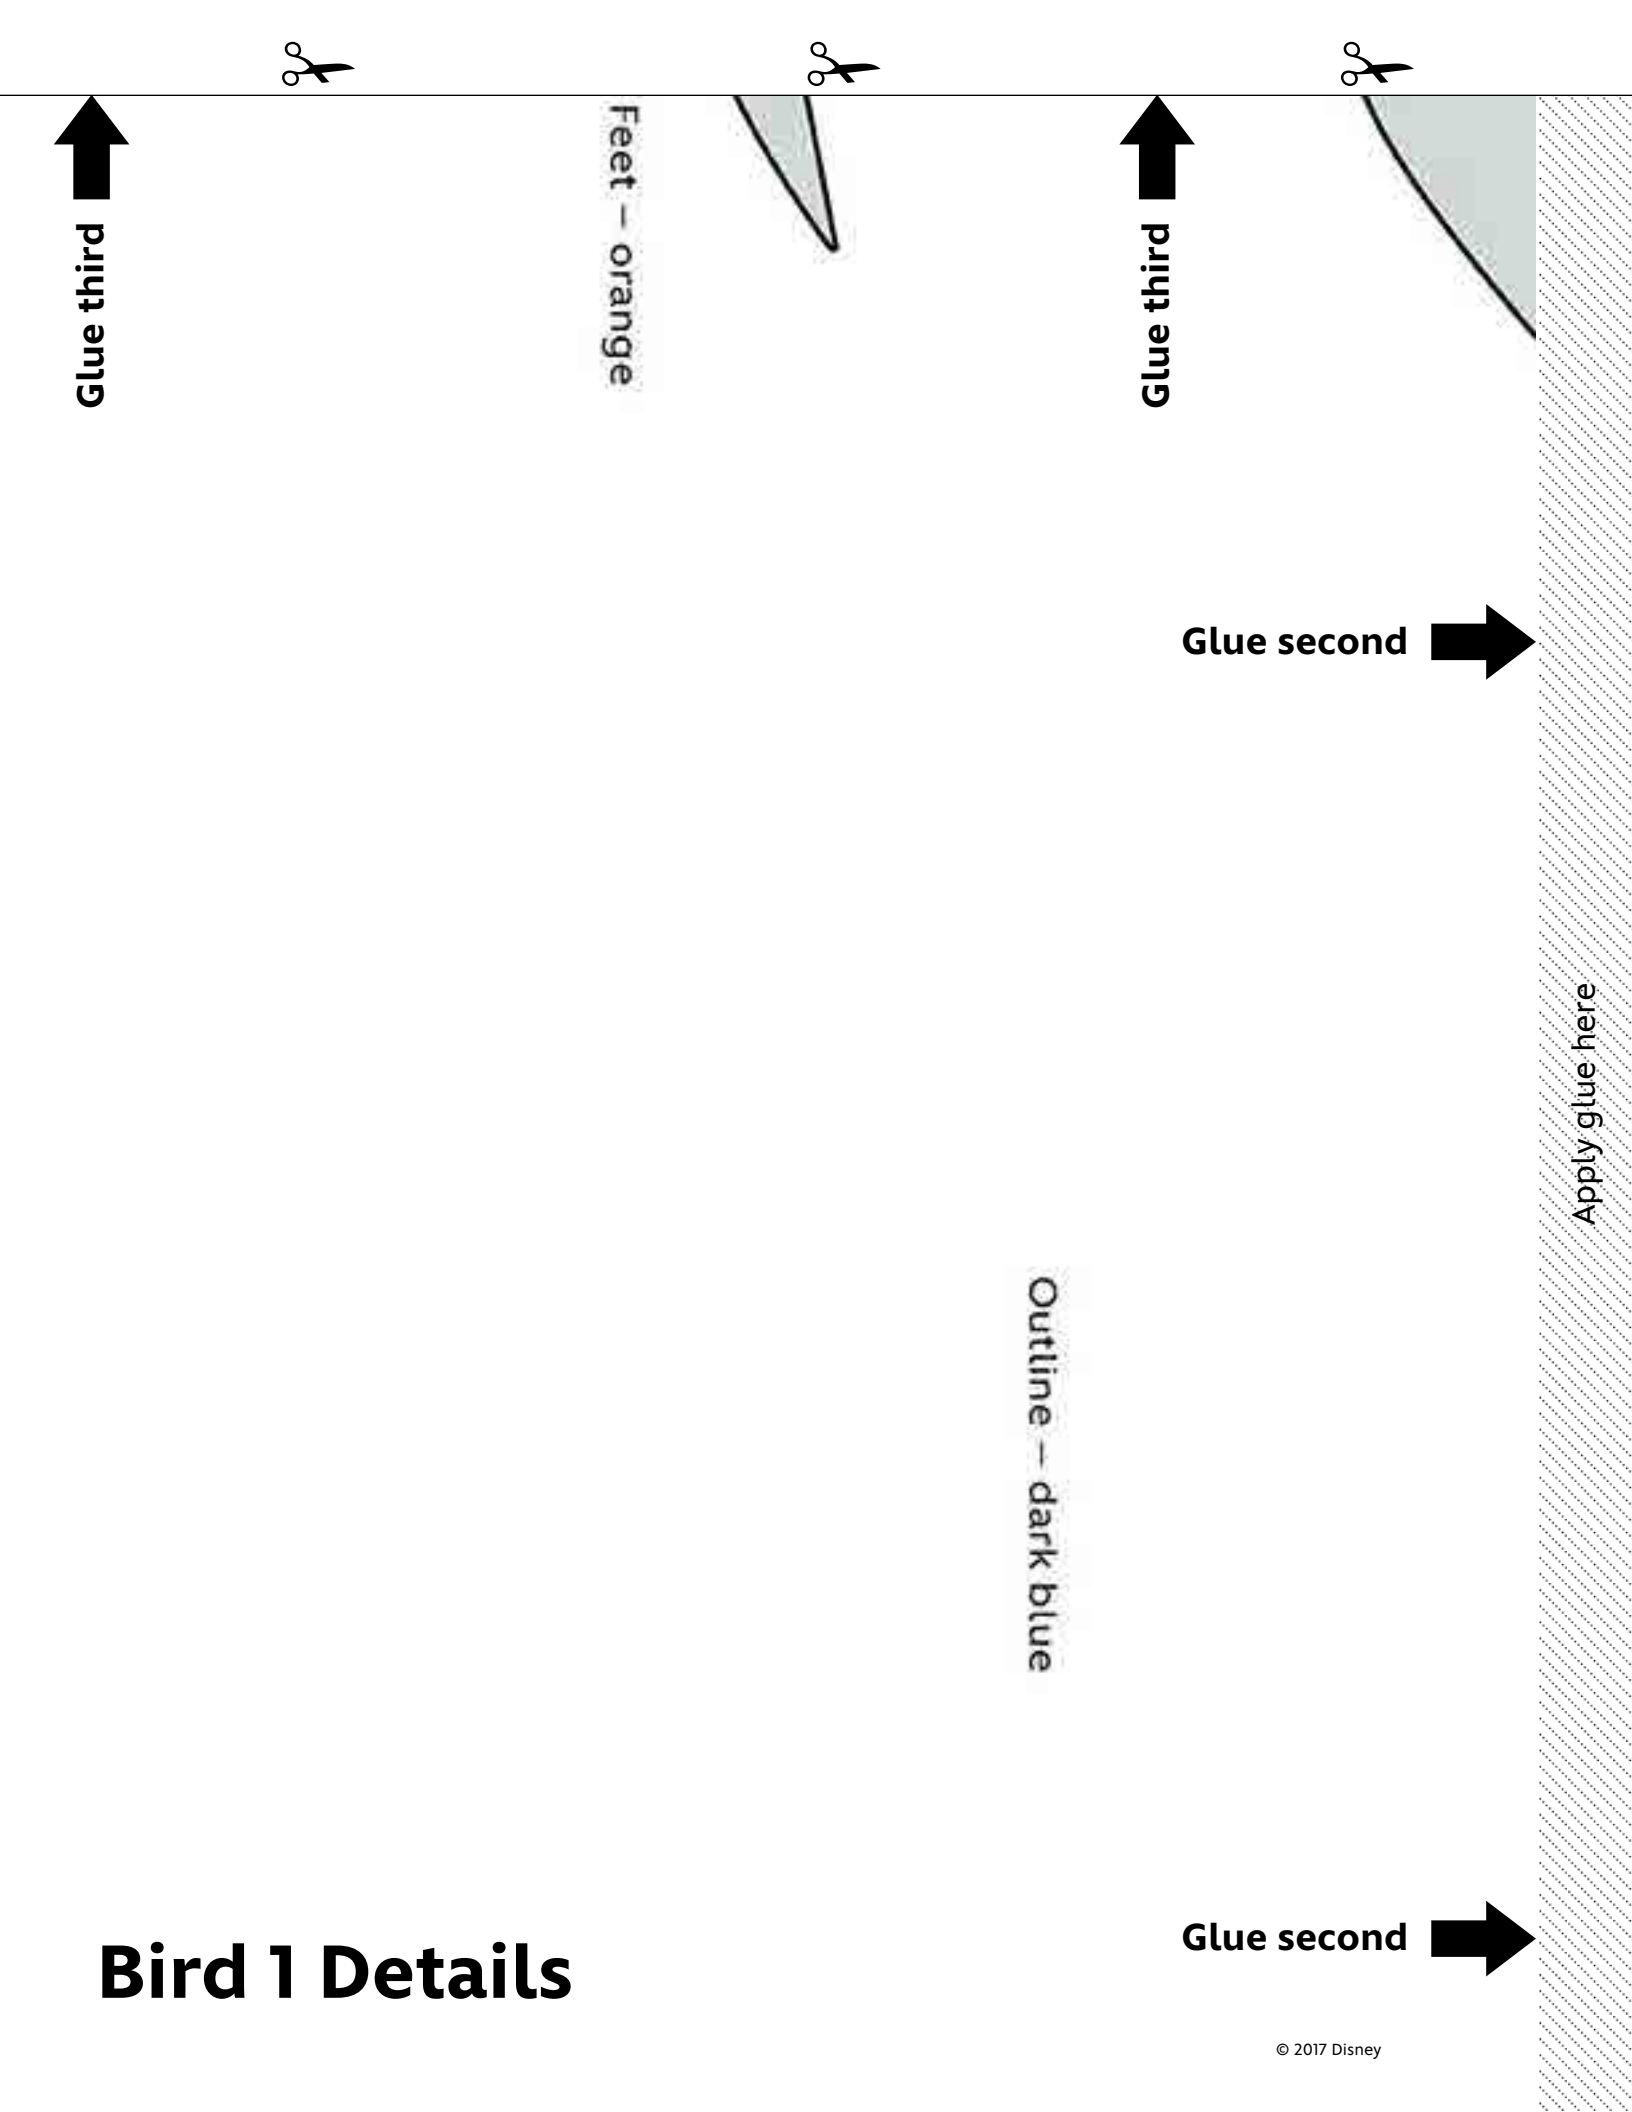 Glue third
Feet – orange
Glue third
Glue second
Apply glue here
Outline – dark blue
Glue second
Bird 1 Details
© 2017 Disney